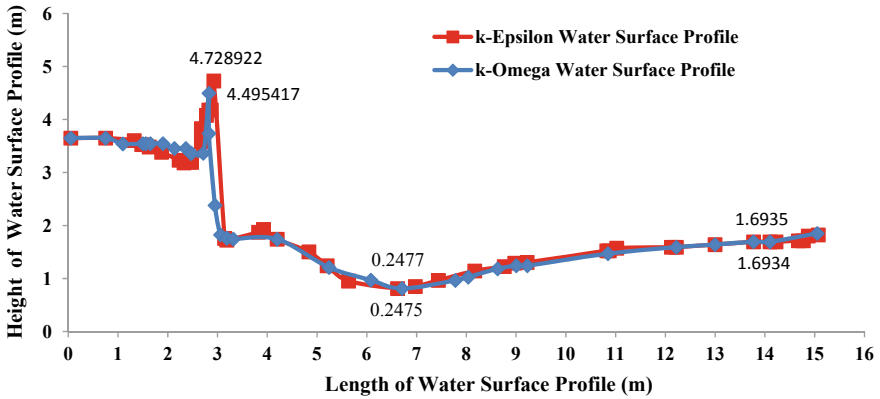 Height of Water Surface Profile (m)
6
5
4
3
2
1
0
k-Epsilon Water Surface Profile
k-Omega Water Surface Profile
4.728922
4.495417
0.2477
0.2475
1.6935
1.6934
0 1 2 3 4 5 6 7 8 9 10 11 12 13 14 15 16
Length of Water Surface Profile (m)